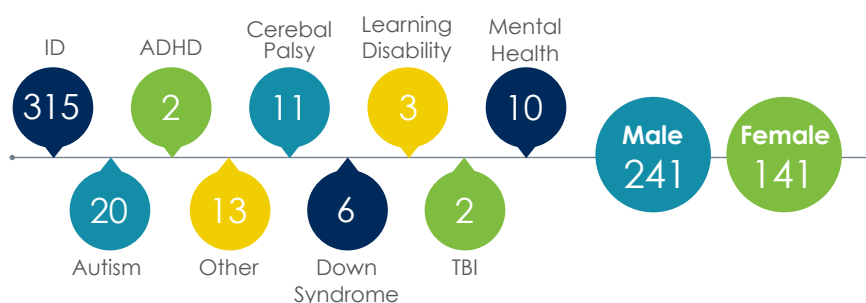 ID
315
Autism
20
ADHD
2
Other
13
Cerebal
Palsy
11
Down
Syndrome
6
Learning
Disability
3
TBI
2
Mental
Health
10
Male
241
Female
141